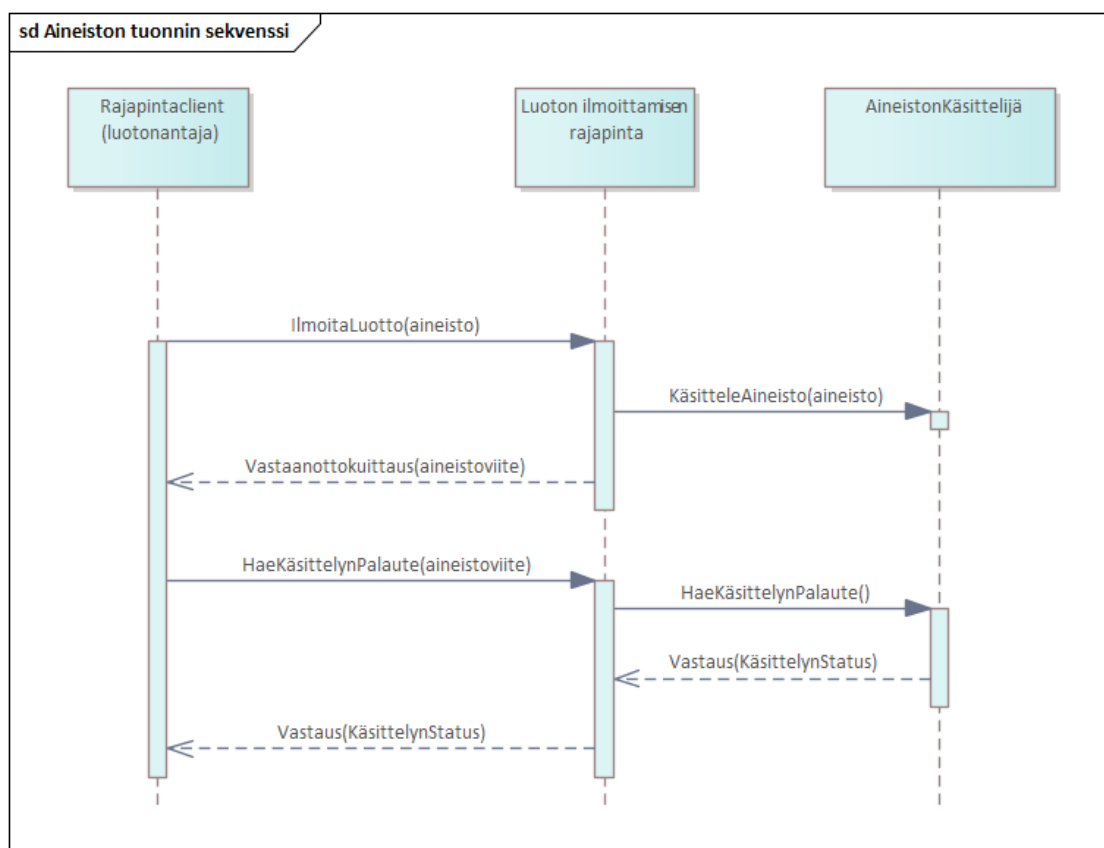 sd Aineiston tuonnin sekvenssi
Rajapintaclient
(luotonantaja)
Luoton ilmoittamisen
rajapinta
AineistonKäsittelijä
IlmoitaLuotto(aineisto)
KäsitteleAineisto(aineisto)
Vastaanottokuittaus(aineistoviite)
HaeKäsittelynPalaute(aineistoviite)
HaeKäsittelynPalaute()
Vastaus(KäsittelynStatus)
Vastaus(KäsittelynStatus)